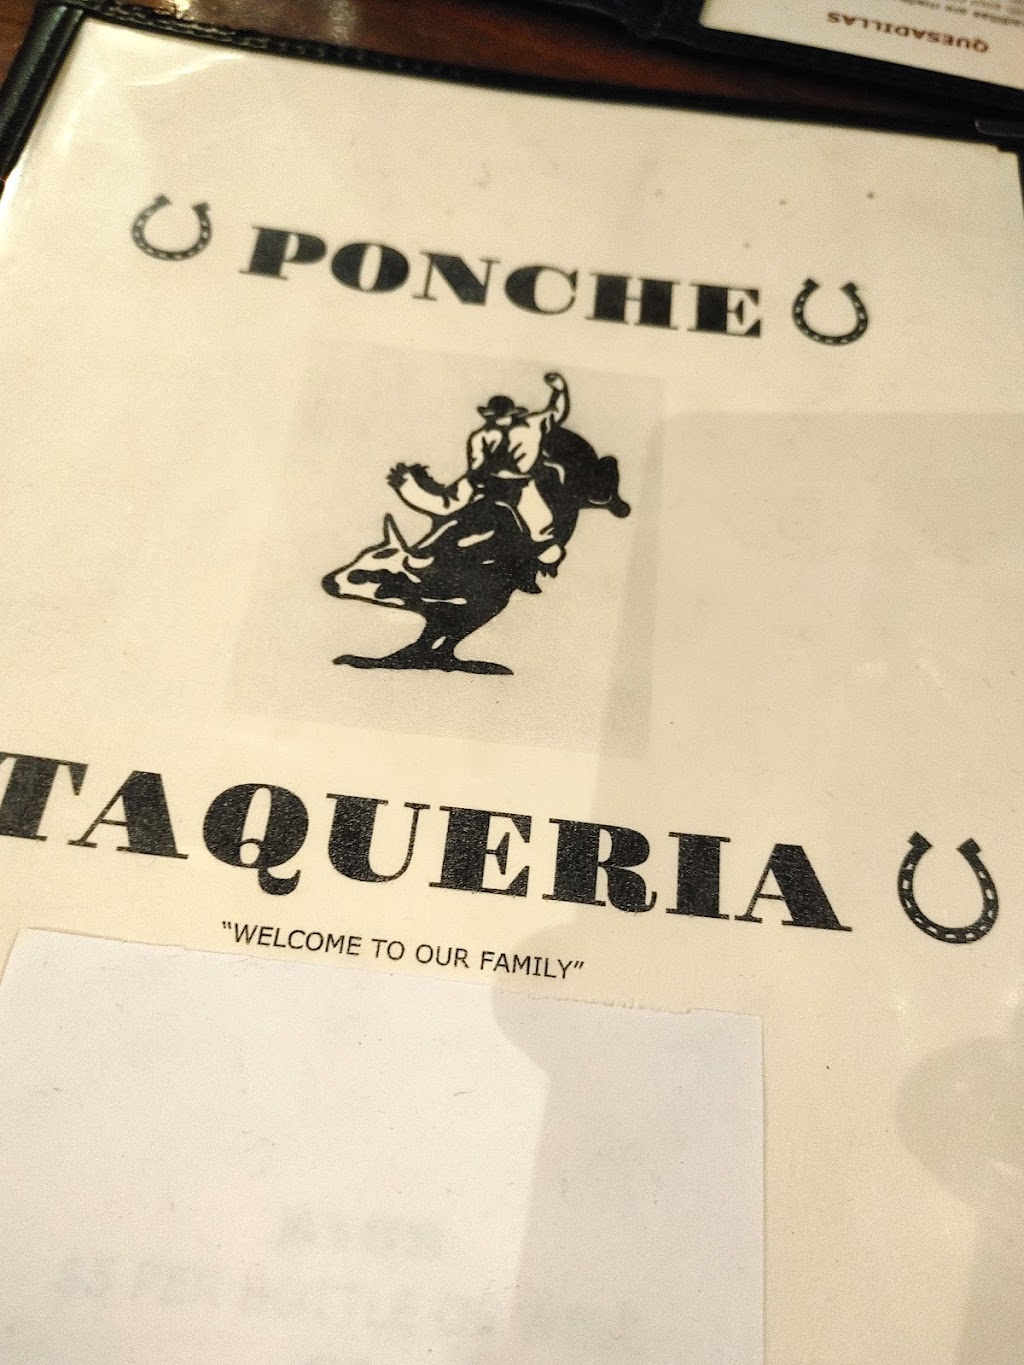 QUESADILLAS
PONCHE
TAQUERIA
“WELCOME TO OUR FAMILY”